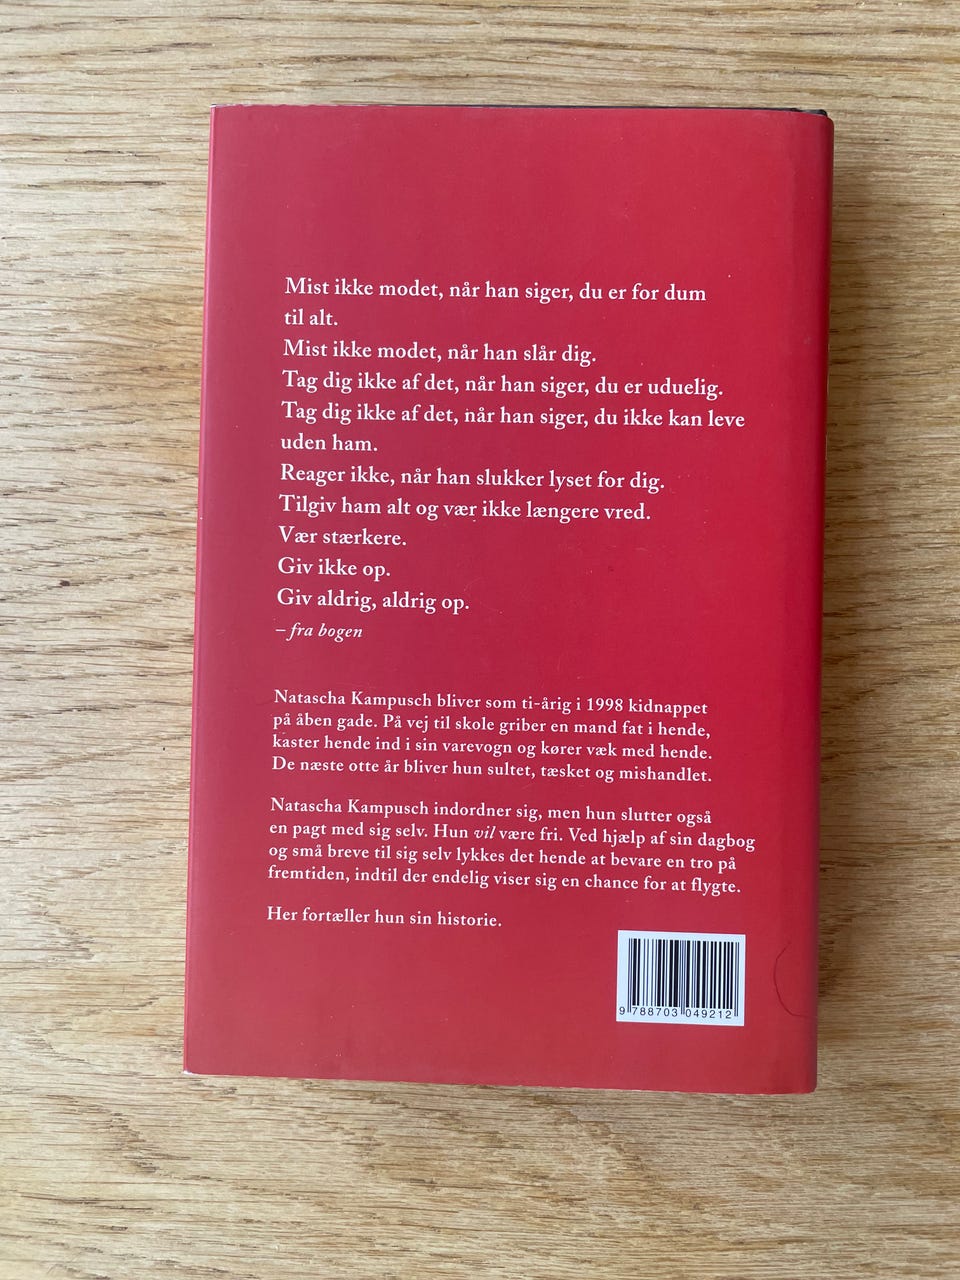 Mist ikke modet, når han siger, du er for dum
til alt.
Mist ikke modet, når han slår dig.
Tag dig ikke af det, når han siger, du er uduelig.
Tag dig ikke af det, når han siger, du ikke kan leve
uden ham.
Reager ikke, når han slukker lyset for dig.
Tilgiv ham alt og vær ikke længere vred.
Vær stærkere.
Giv ikke op.
Giv aldrig, aldrig op.
– fra bogen
Natascha Kampusch bliver som ti-årig i 1998 kidnappet
på åben gade. På vej til skole griber en mand fat i hende,
kaster hende ind i sin varevogn og kører væk med hende.
De næste otte år bliver hun sultet, tæsket og mishandlet.
Natascha Kampusch indordner sig, men hun slutter også
en pagt med sig selv. Hun vil være fri. Ved hjælp af sin dagbog
og små breve til sig selv lykkes det hende at bevare en tro på
fremtiden, indtil der endelig viser sig en chance for at flygte.
Her fortæller hun sin historie.
9 788703 049212